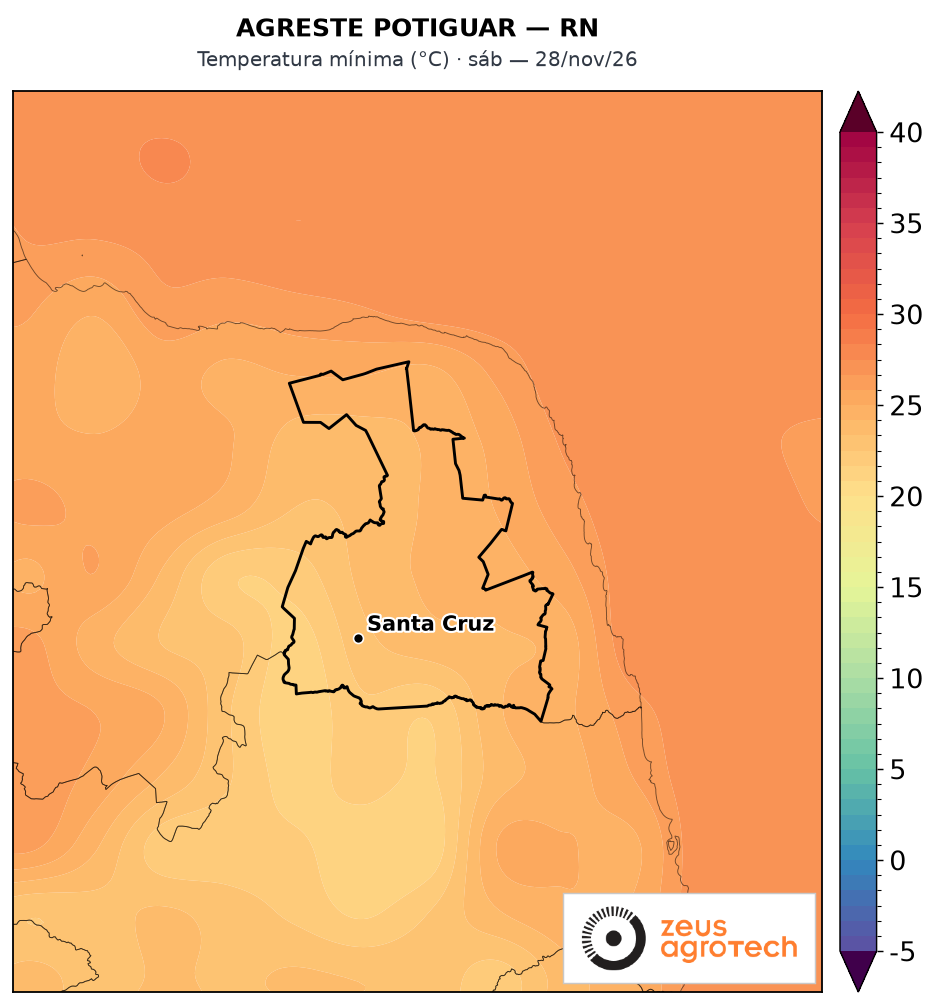 AGRESTE POTIGUAR — RN
Temperatura mínima (°C) · sáb — 28/nov/26
40
35
30
25
20
15
10
5
0
-5
Santa Cruz
zeus
agrotech